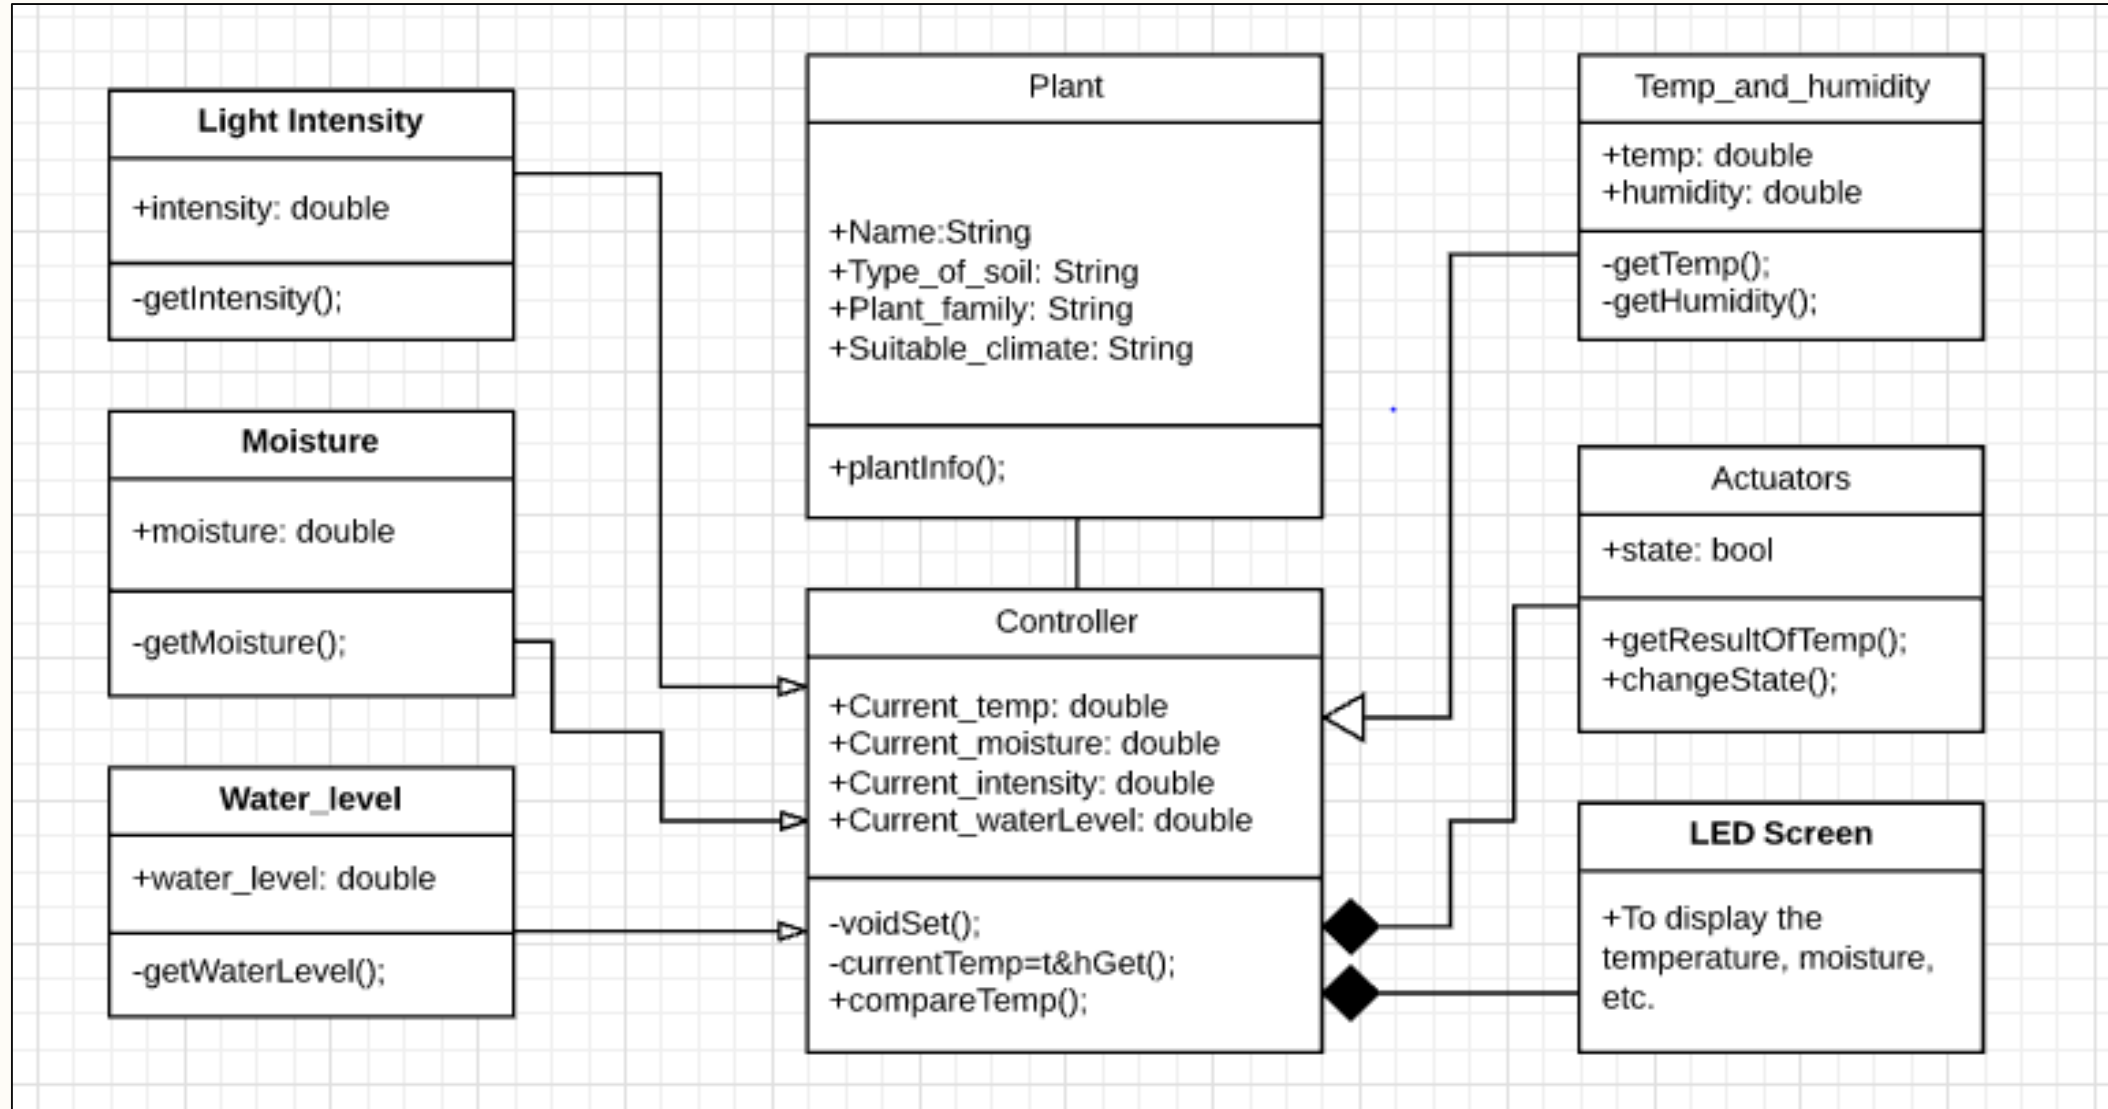 Light Intensity
+intensity: double
-getIntensity();
Moisture
+moisture: double
-getMoisture();
Water_level
+water_level: double
-getWaterLevel();
Plant
+Name:String
+Type_of_soil: String
+Plant_family: String
+Suitable_climate: String
+plantInfo();
Controller
+Current_temp: double
+Current_moisture: double
+Current_intensity: double
+Current_waterLevel: double
-voidSet();
-currentTemp=t&hGet();
+compareTemp();
Temp_and_humidity
+temp: double
+humidity: double
-getTemp();
-getHumidity();
Actuators
+state: bool
+getResultOfTemp();
+changeState();
LED Screen
+To display the
temperature, moisture,
etc.